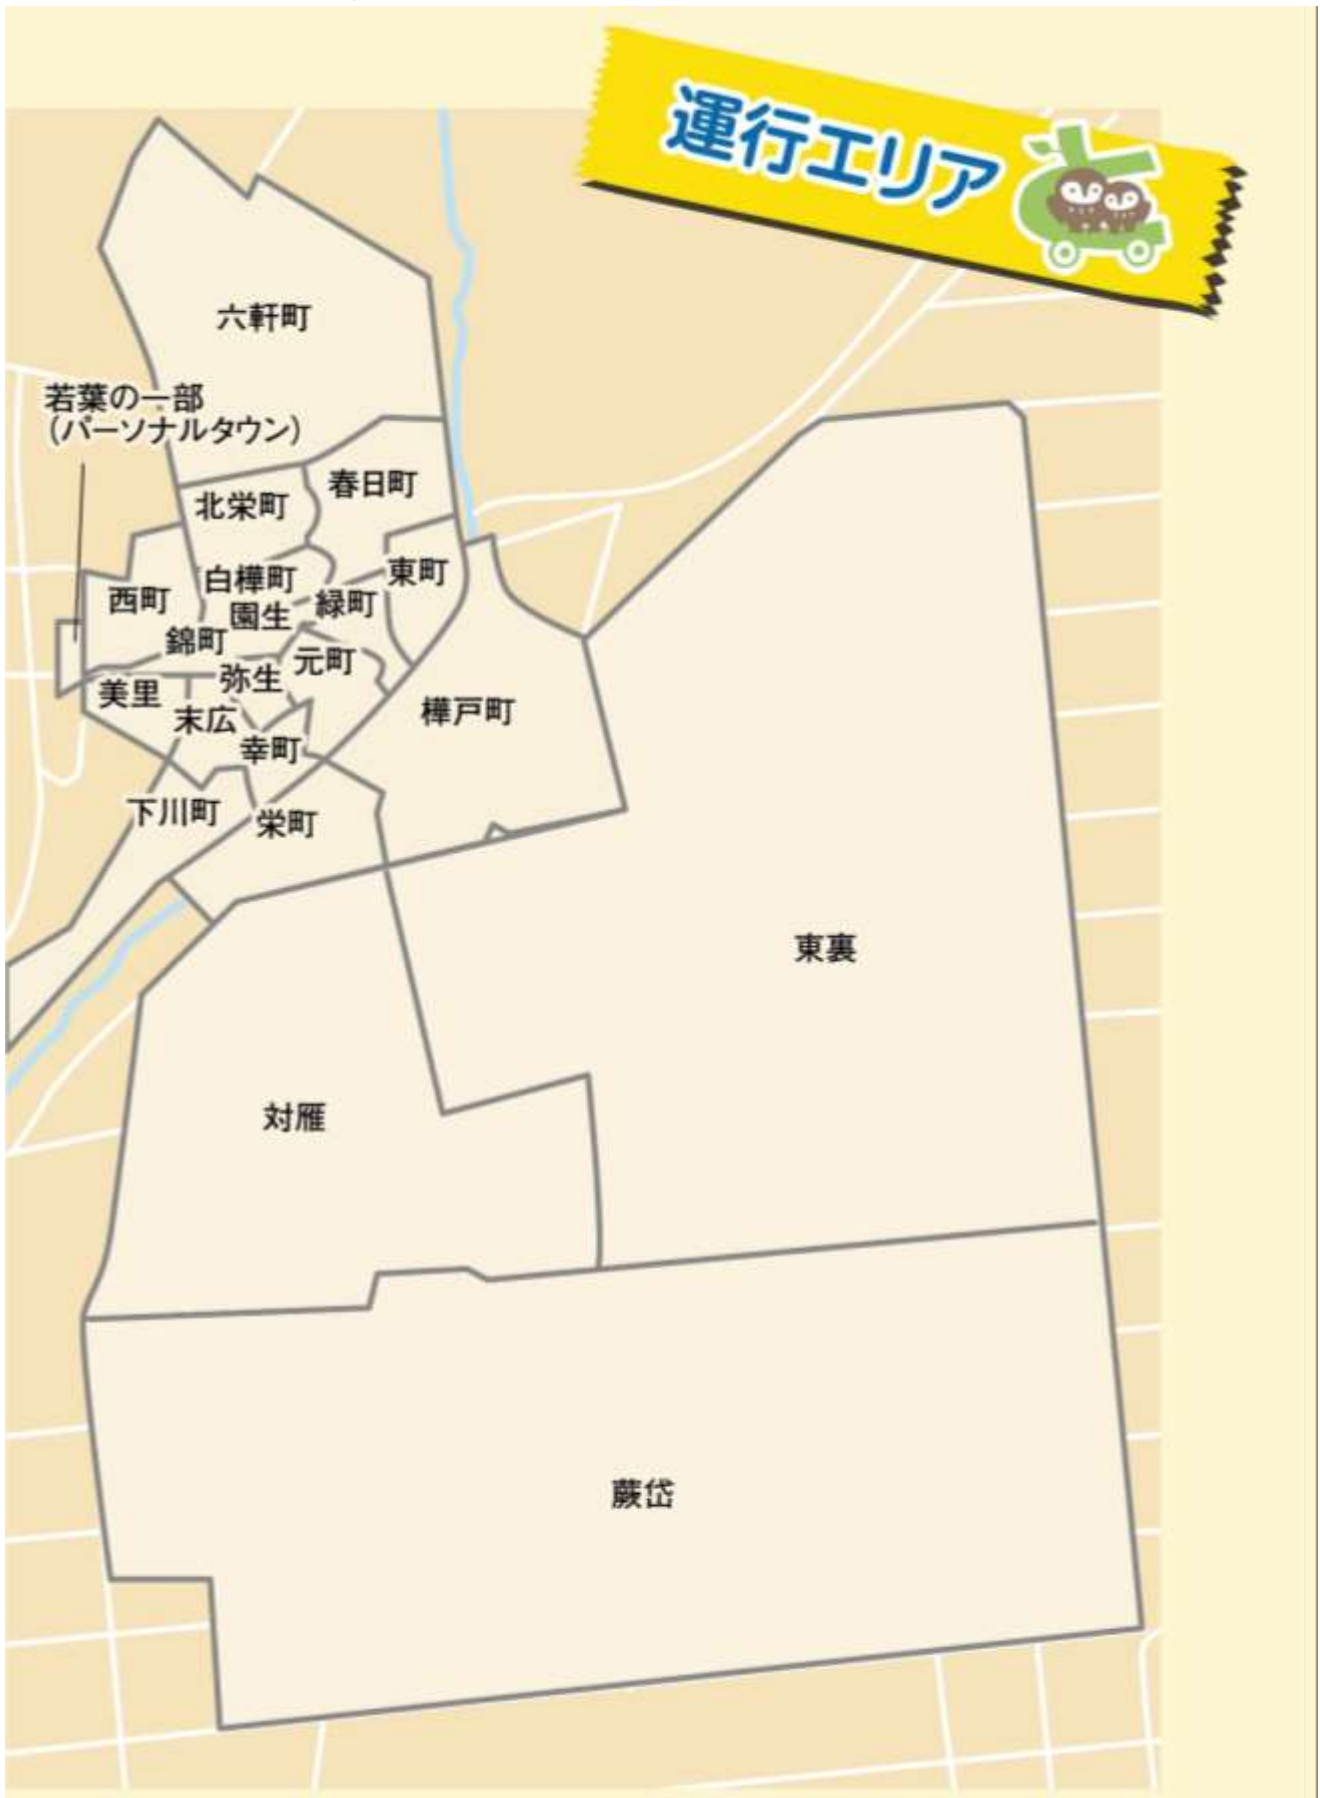 運行エリア
六軒町
若葉の一部
(パーソナルタウン)
春日町
北栄町
東町
白樺町
西町
緑町
園生
錦町
元町
弥生
美里
樺戸町
末広
幸町
下川町
栄町
東裏
対雁
蕨岱